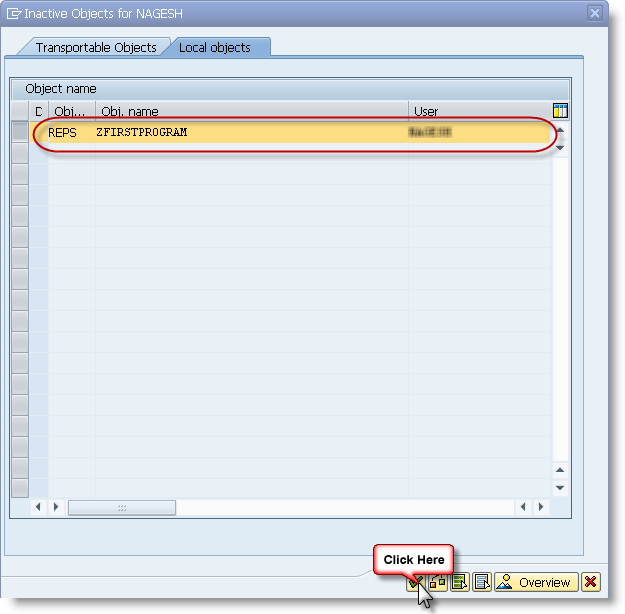 Inactive Objects for NAGESH
Transportable Objects Local objects
Object name
D Obj... Obj. name User
REPS ZFIRSTPROGRAM
Click Here
Overview